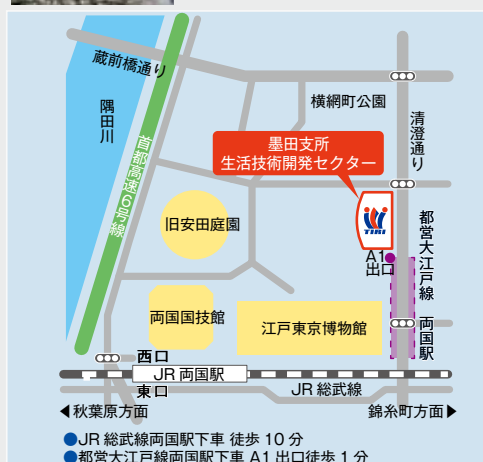 蔵前橋通り
横網町公園
隅田川
首都高速6号線
清澄通り
墨田支所
生活技術開発セクター
TIRI
旧安田庭園
A1
出口
都営大江戸線 両国駅
両国国技館
江戸東京博物館
西口
JR 両国駅
東口
JR 総武線
◀秋葉原方面
錦糸町方面▶
●JR 総武線両国駅下車 徒歩 10 分
●都営大江戸線両国駅下車 A1 出口徒歩 1 分